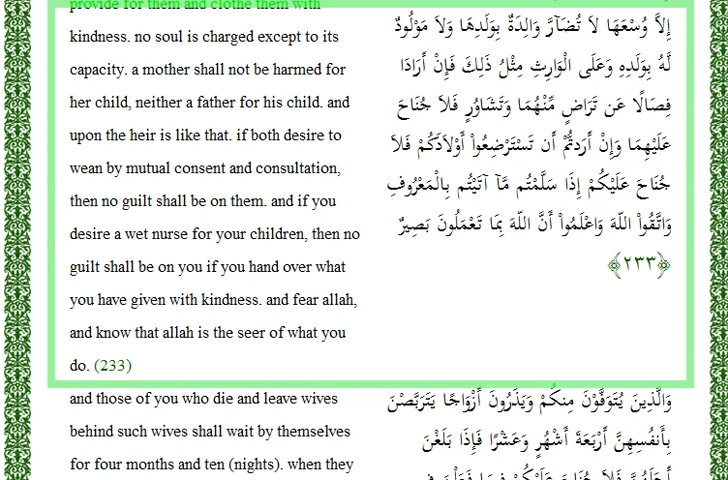 provide for them and clothe them with
kindness. no soul is charged except to its
capacity. a mother shall not be harmed for
her child, neither a father for his child. and
upon the heir is like that. if both desire to
wean by mutual consent and consultation,
then no guilt shall be on them. and if you
desire a wet nurse for your children, then no
guilt shall be on you if you hand over what
you have given with kindness. and fear allah,
and know that allah is the seer of what you
do. (233)
إِلاَّ وُسْعَهَا لاَ تُضَآرَّ وَالِدَةٌ بِوَلَدِهَا وَلاَ مَوْلُودٌ
لَّهُ بِوَلَدِهِ وَعَلَى الْوَارِثِ مِثْلُ ذَلِكَ فَإِنْ أَرَادَا
فِصَالًا عَن تَرَاضٍ مِّنْهُمَا وَتَشَاوُرٍ فَلاَ جُنَاحَ
عَلَيْهِمَا وَإِنْ أَرَدتُّمْ أَن تَسْتَرْضِعُواْ أَوْلاَدَكُمْ فَلاَ
جُنَاحَ عَلَيْكُمْ إِذَا سَلَّمْتُم مَّآ آتَيْتُم بِالْمَعْرُوفِ
وَاتَّقُواْ اللّهَ وَاعْلَمُواْ أَنَّ اللّهَ بِمَا تَعْمَلُونَ بَصِيرٌ
﴿٢٣٣﴾
and those of you who die and leave wives
behind such wives shall wait by themselves
for four months and ten (nights). when they
وَالَّذِينَ يُتَوَفَّوْنَ مِنكُمْ وَيَذَرُونَ أَزْوَاجًا يَتَرَبَّصْنَ
بِأَنفُسِهِنَّ أَرْبَعَةَ أَشْهُرٍ وَعَشْرًا فَإِذَا بَلَغْنَ